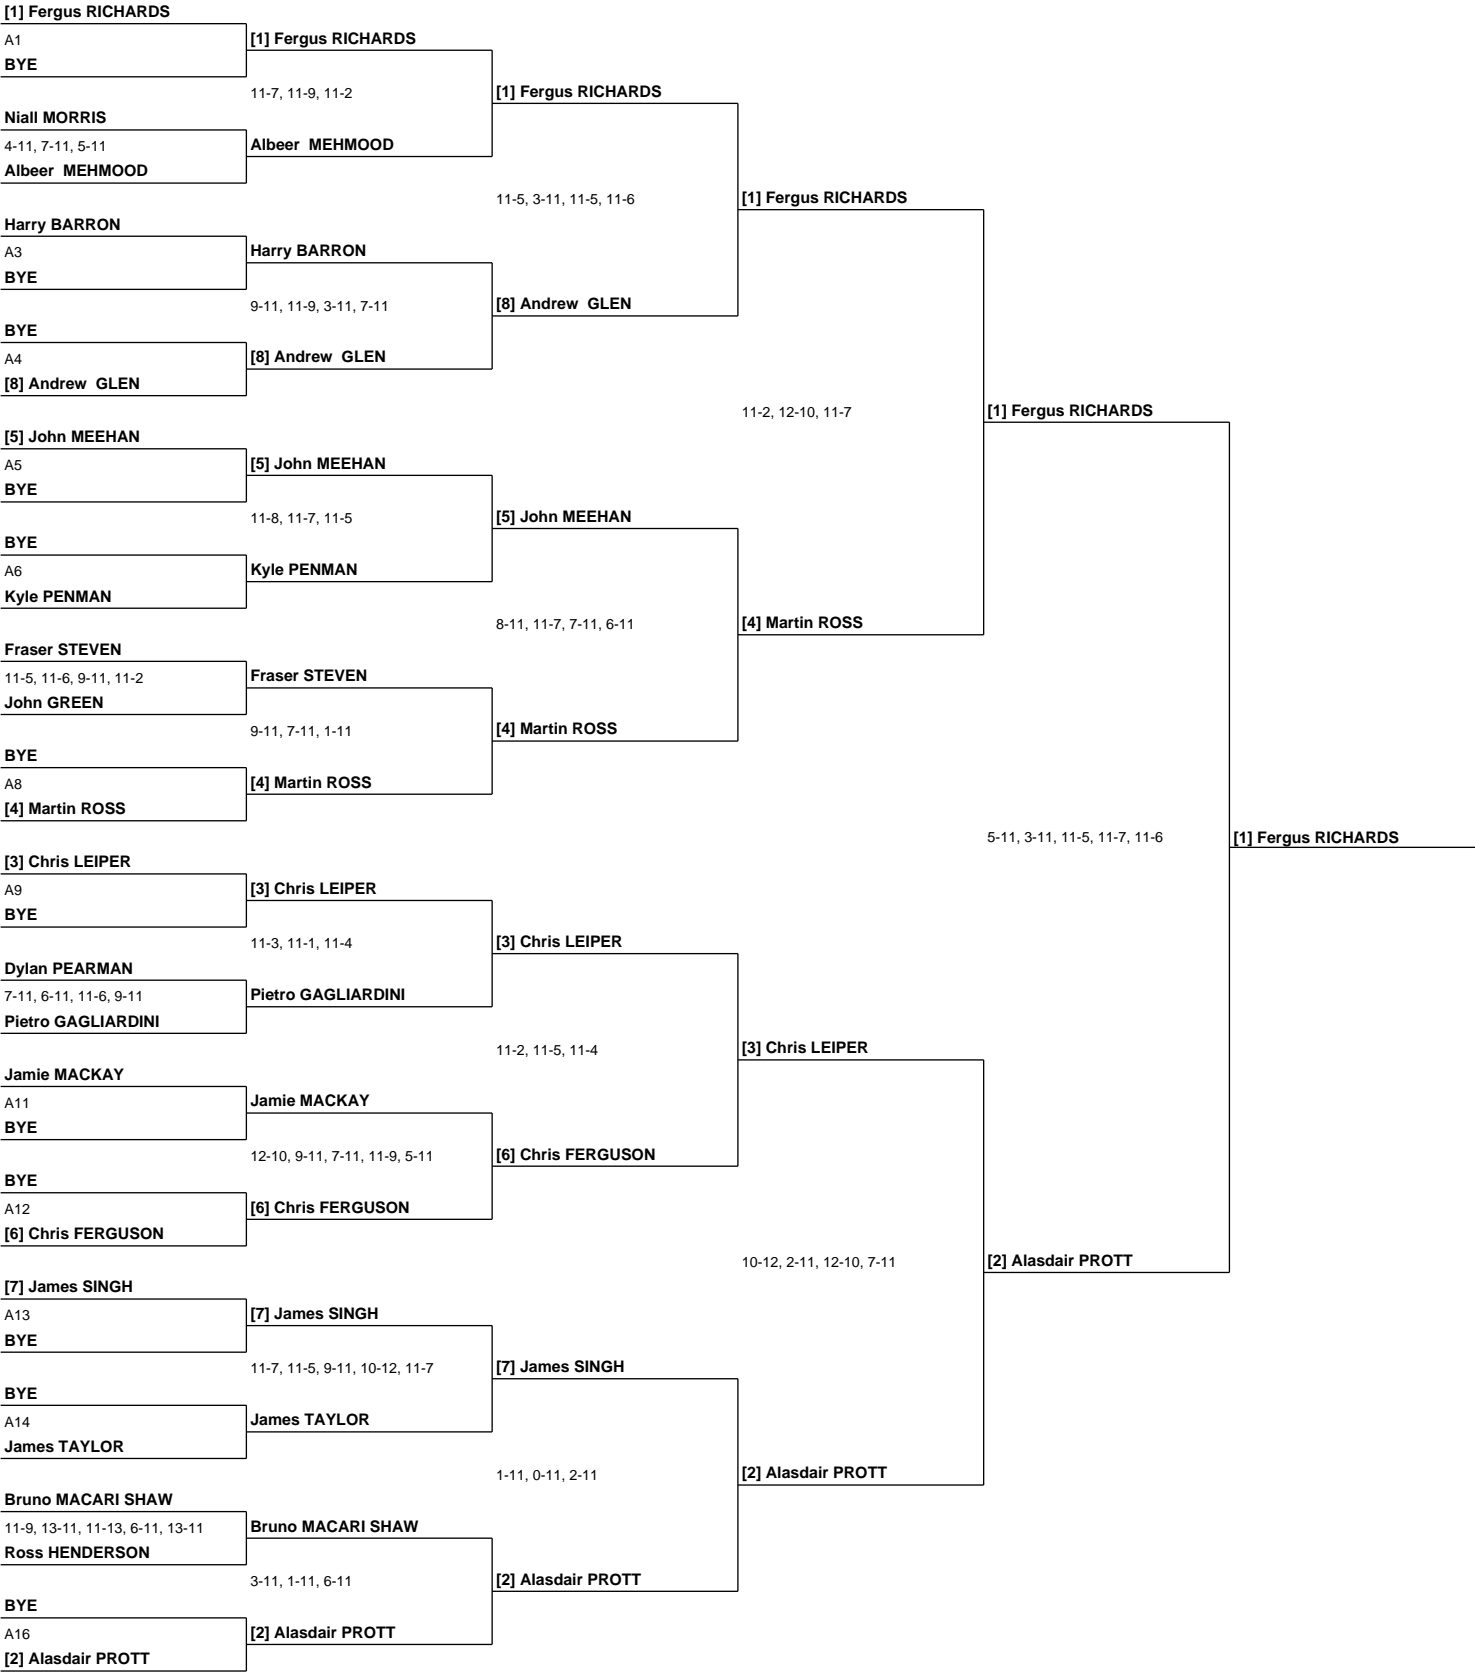 [1] Fergus RICHARDS
A1
BYE
Niall MORRIS
4-11, 7-11, 5-11
Albeer  MEHMOOD
Harry BARRON
A3
BYE
BYE
A4
[8] Andrew  GLEN
[5] John MEEHAN
A5
BYE
BYE
A6
Kyle PENMAN
Fraser STEVEN
11-5, 11-6, 9-11, 11-2
John GREEN
BYE
A8
[4] Martin ROSS
[3] Chris LEIPER
A9
BYE
Dylan PEARMAN
7-11, 6-11, 11-6, 9-11
Pietro GAGLIARDINI
Jamie MACKAY
A11
BYE
BYE
A12
[6] Chris FERGUSON
[7] James SINGH
A13
BYE
BYE
A14
James TAYLOR
Bruno MACARI SHAW
11-9, 13-11, 11-13, 6-11, 13-11
Ross HENDERSON
BYE
A16
[2] Alasdair PROTT
[1] Fergus RICHARDS
11-7, 11-9, 11-2
Albeer  MEHMOOD
Harry BARRON
9-11, 11-9, 3-11, 7-11
[8] Andrew  GLEN
[5] John MEEHAN
11-8, 11-7, 11-5
Kyle PENMAN
Fraser STEVEN
9-11, 7-11, 1-11
[4] Martin ROSS
[3] Chris LEIPER
11-3, 11-1, 11-4
Pietro GAGLIARDINI
Jamie MACKAY
12-10, 9-11, 7-11, 11-9, 5-11
[6] Chris FERGUSON
[7] James SINGH
11-7, 11-5, 9-11, 10-12, 11-7
James TAYLOR
Bruno MACARI SHAW
3-11, 1-11, 6-11
[2] Alasdair PROTT
[1] Fergus RICHARDS
11-5, 3-11, 11-5, 11-6
[8] Andrew  GLEN
[5] John MEEHAN
8-11, 11-7, 7-11, 6-11
[4] Martin ROSS
[3] Chris LEIPER
11-2, 11-5, 11-4
[6] Chris FERGUSON
[7] James SINGH
1-11, 0-11, 2-11
[2] Alasdair PROTT
[1] Fergus RICHARDS
11-2, 12-10, 11-7
[4] Martin ROSS
[3] Chris LEIPER
10-12, 2-11, 12-10, 7-11
[2] Alasdair PROTT
[1] Fergus RICHARDS
5-11, 3-11, 11-5, 11-7, 11-6
[2] Alasdair PROTT
[1] Fergus RICHARDS